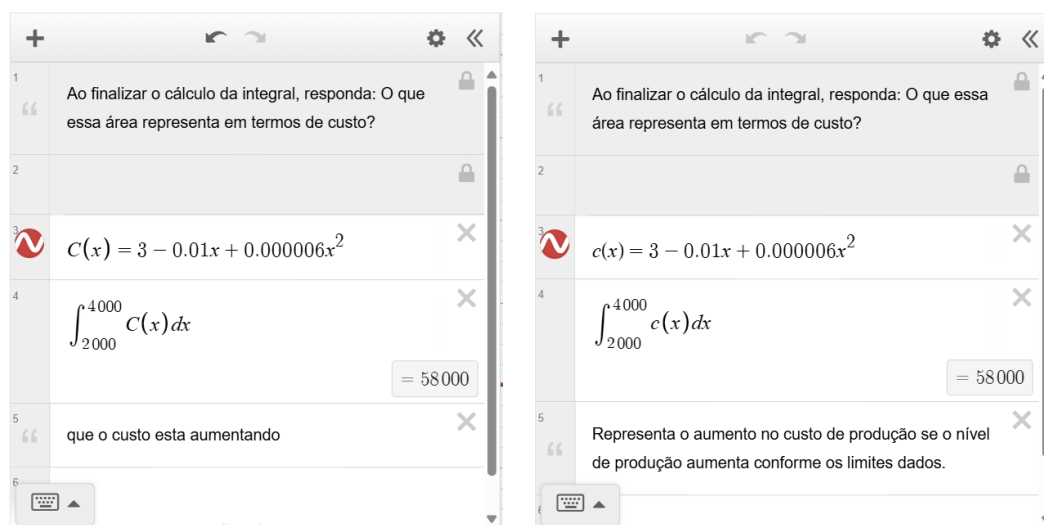 1
Ao finalizar o cálculo da integral, responda: O que
essa área representa em termos de custo?
2
3
C(x) = 3 − 0.01x + 0.000006x²
4
∫₂₀₀₀⁴⁰⁰⁰ C(x) dx
= 58000
5
que o custo esta aumentando
6
1
Ao finalizar o cálculo da integral, responda: O que essa
área representa em termos de custo?
2
3
c(x) = 3 − 0.01x + 0.000006x²
4
∫₂₀₀₀⁴⁰⁰⁰ c(x) dx
= 58000
5
Representa o aumento no custo de produção se o nível
de produção aumenta conforme os limites dados.
6